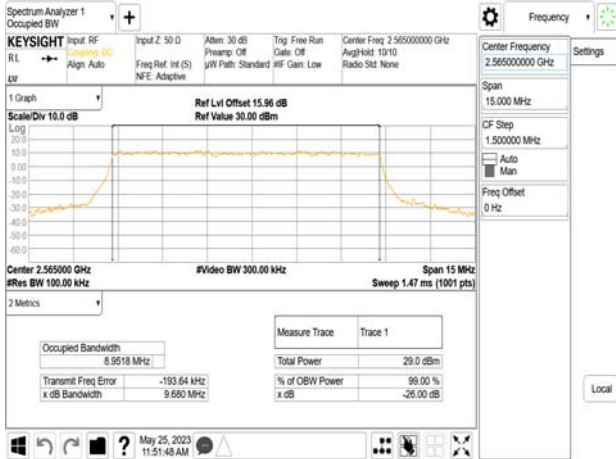 Spectrum Analyzer 1
Occupied BW
+
Frequency
KEYSIGHT
RL
Input: RF
Coupling: DC
Align: Auto
Input Z: 50 Ω
Freq Ref: Int (S)
NFE: Adaptive
Atten: 30 dB
Preamp: Off
µW Path: Standard
Trig: Free Run
Gate: Off
#IF Gain: Low
Center Freq: 2.565000000 GHz
Avg|Hold: 10/10
Radio Std: None
Center Frequency
2.565000000 GHz
Settings
Span
15.000 MHz
CF Step
1.500000 MHz
Auto
Man
Freq Offset
0 Hz
Local
1 Graph
Scale/Div 10.0 dB
Ref Lvl Offset 15.96 dB
Ref Value 30.00 dBm
Log
20.0
10.0
0.00
-10.0
-20.0
-30.0
-40.0
-50.0
-60.0
Center 2.565000 GHz
#Res BW 100.00 kHz
#Video BW 300.00 kHz
Span 15 MHz
Sweep 1.47 ms (1001 pts)
2 Metrics
Measure Trace Trace 1
Occupied Bandwidth
8.9518 MHz
Total Power 29.0 dBm
Transmit Freq Error -193.64 kHz
% of OBW Power 99.00 %
x dB Bandwidth 9.680 MHz
x dB -26.00 dB
?
May 25, 2023
11:51:48 AM